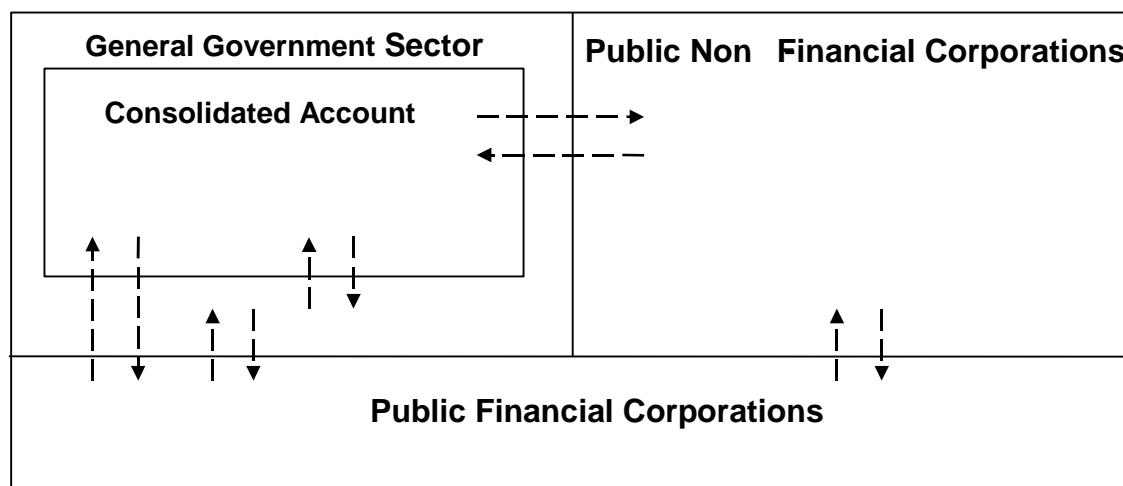 General Government Sector
Public Non Financial Corporations
Consolidated Account
Public Financial Corporations